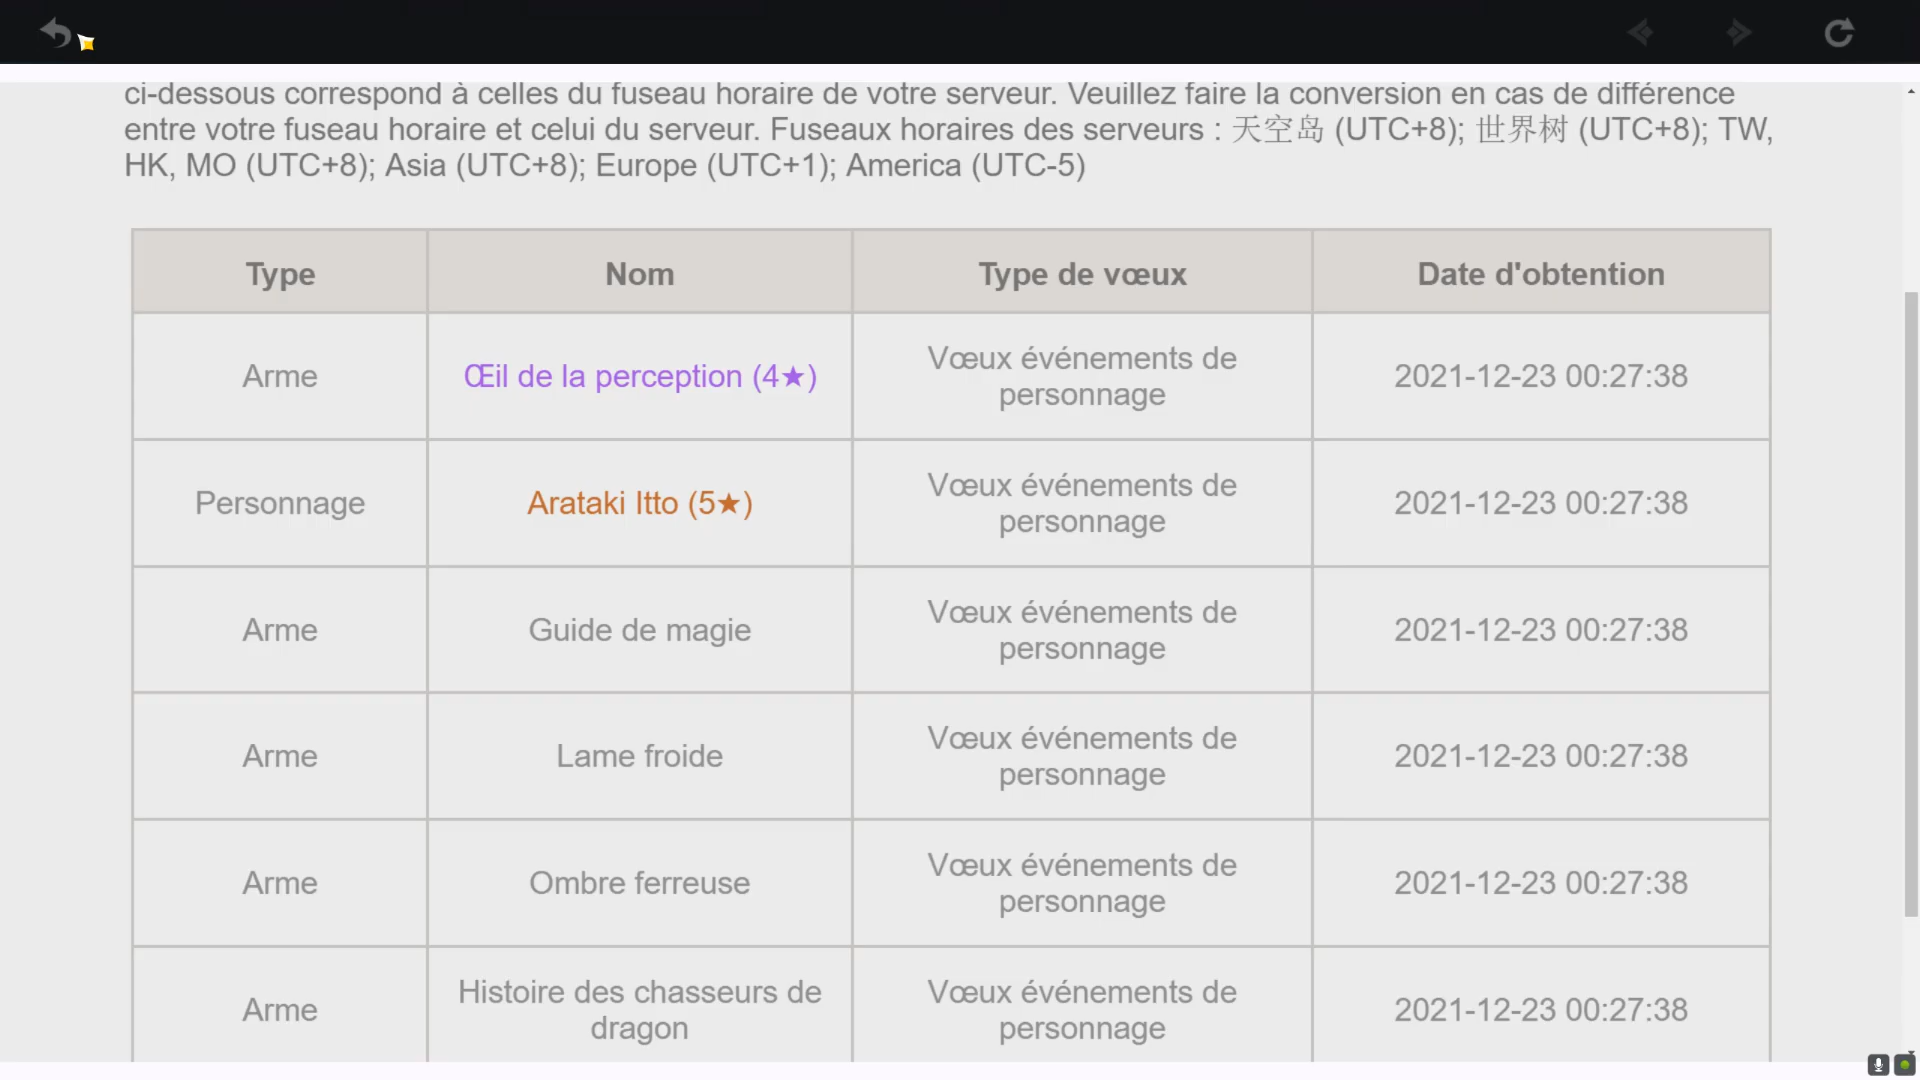 ci-dessous correspond à celles du fuseau horaire de votre serveur. Veuillez faire la conversion en cas de différence
entre votre fuseau horaire et celui du serveur. Fuseaux horaires des serveurs : 天空岛 (UTC+8); 世界树 (UTC+8); TW,
HK, MO (UTC+8); Asia (UTC+8); Europe (UTC+1); America (UTC-5)
Type Nom Type de vœux Date d'obtention
Arme Œil de la perception (4★) Vœux événements de
personnage 2021-12-23 00:27:38
Personnage Arataki Itto (5★) Vœux événements de
personnage 2021-12-23 00:27:38
Arme Guide de magie Vœux événements de
personnage 2021-12-23 00:27:38
Arme Lame froide Vœux événements de
personnage 2021-12-23 00:27:38
Arme Ombre ferreuse Vœux événements de
personnage 2021-12-23 00:27:38
Arme Histoire des chasseurs de
dragon Vœux événements de
personnage 2021-12-23 00:27:38